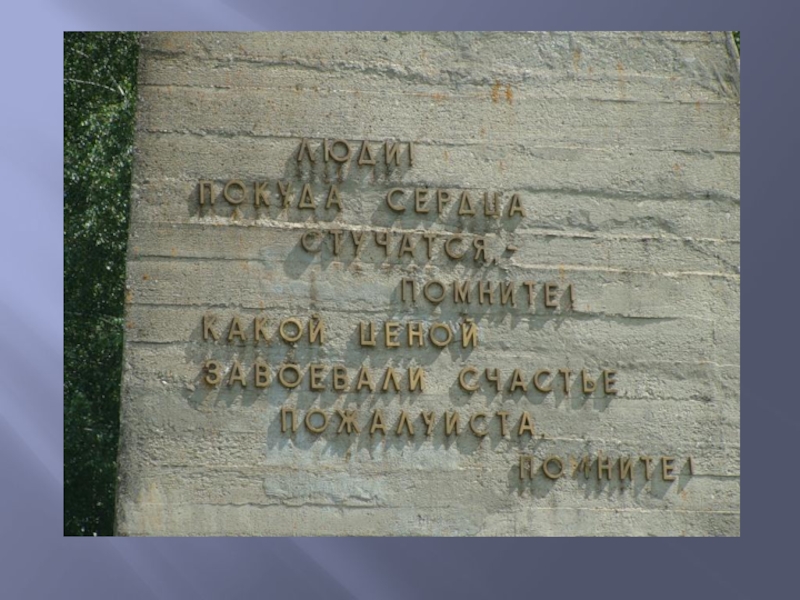 ЛЮДИ!
ПОКУДА СЕРДЦА
СТУЧАТСЯ,-
ПОМНИТЕ!
КАКОЙ ЦЕНОЙ
ЗАВОЕВАЛИ СЧАСТЬЕ
ПОЖАЛУЙСТА,
ПОМНИТЕ!